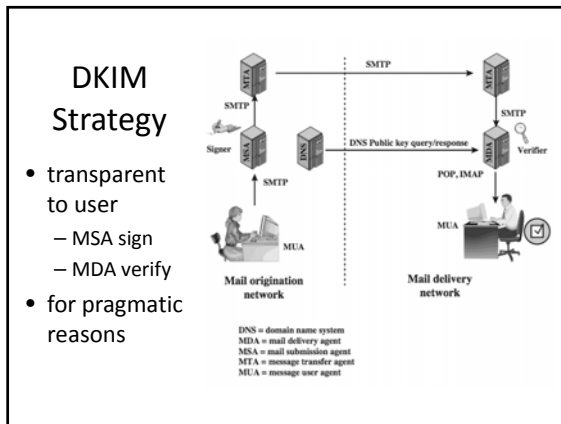 DKIM
Strategy
• transparent
to user
– MSA sign
– MDA verify
• for pragmatic
reasons
SMTP
MTA
MTA
SMTP
SMTP
Signer
MSA
DNS
DNS Public key query/response
MDA
Verifier
SMTP
POP, IMAP
MUA
MUA
Mail origination
network
Mail delivery
network
DNS = domain name system
MDA = mail delivery agent
MSA = mail submission agent
MTA = message transfer agent
MUA = message user agent